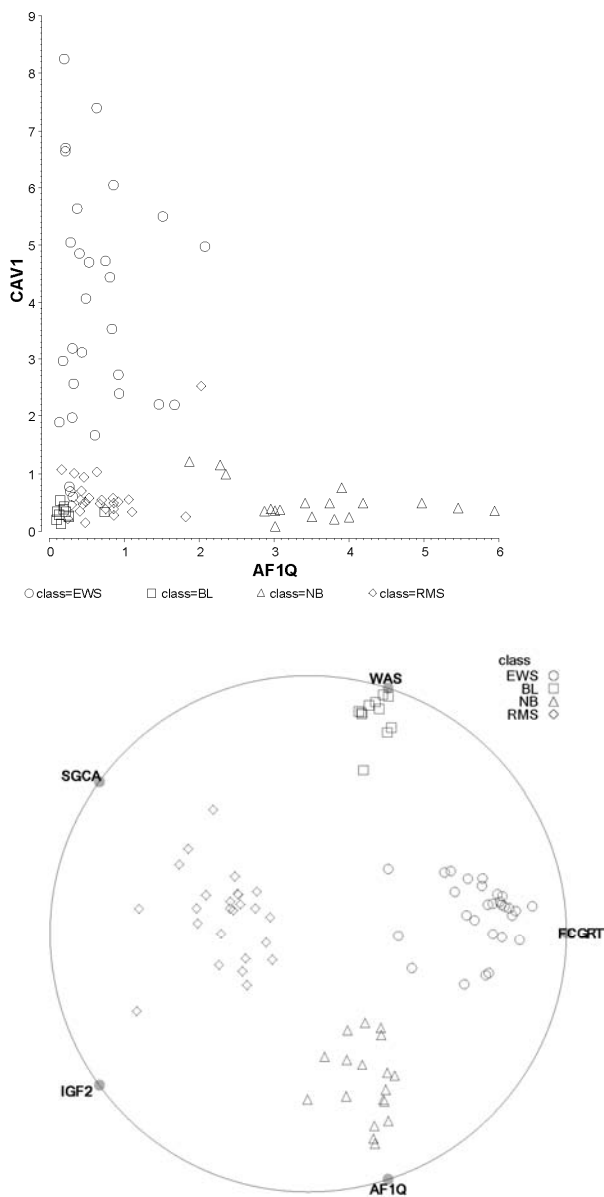 9
8
7
6
5
4
3
2
1
0
CAV1
0 1 2 3 4 5 6
AF1Q
class=EWS class=BL class=NB class=RMS
WAS
class
EWS
BL
NB
RMS
SGCA
FCGRT
IGF2
AF1Q